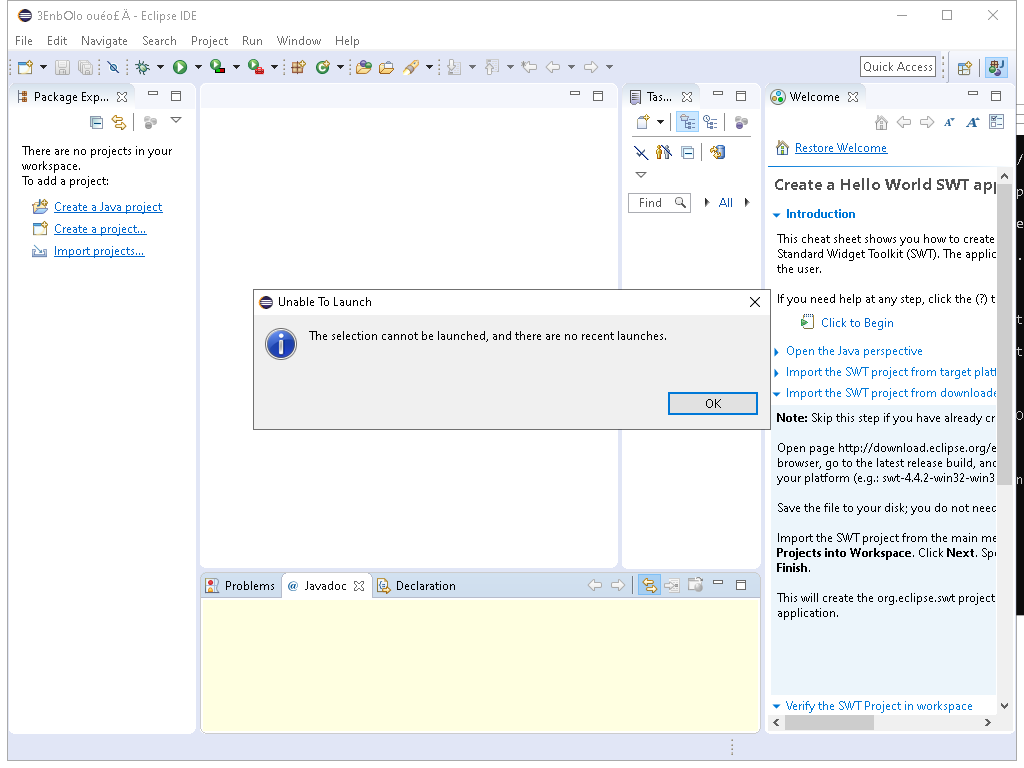 3EnbOlo ouéo£Ä - Eclipse IDE
File Edit Navigate Search Project Run Window Help
Quick Access
Package Exp...
There are no projects in your
workspace.
To add a project:
Create a Java project
Create a project...
Import projects...
Tas...
Find
All
Welcome
Restore Welcome
Create a Hello World SWT app
Introduction
This cheat sheet shows you how to create
Standard Widget Toolkit (SWT). The applic
the user.
If you need help at any step, click the (?) t
Click to Begin
Open the Java perspective
Import the SWT project from target platf
Import the SWT project from downloade
Note: Skip this step if you have already cr
Open page http://download.eclipse.org/e
browser, go to the latest release build, and
your platform (e.g.: swt-4.4.2-win32-win3
Save the file to your disk; you do not need
Import the SWT project from the main me
Projects into Workspace. Click Next. Spe
Finish.
This will create the org.eclipse.swt project
application.
Verify the SWT Project in workspace
Unable To Launch
The selection cannot be launched, and there are no recent launches.
OK
Problems @ Javadoc Declaration